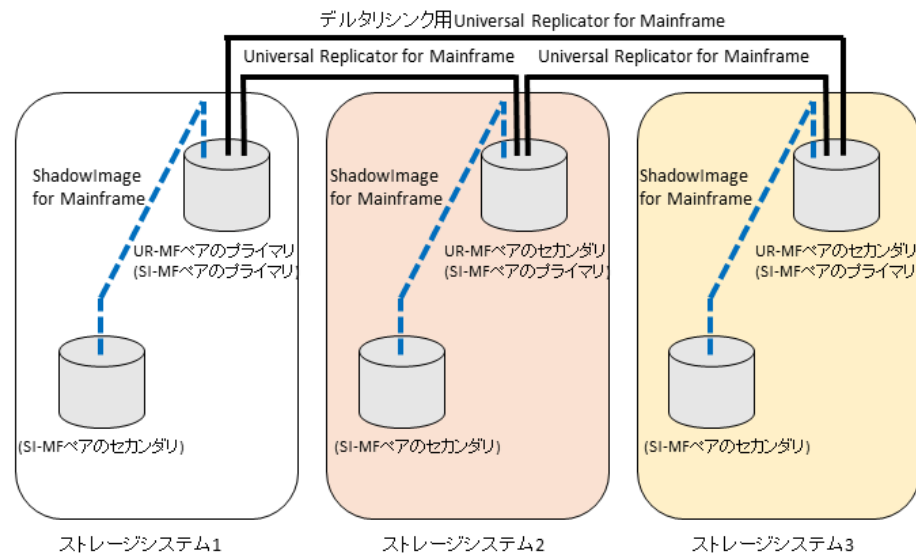 デルタリシンク用Universal Replicator for Mainframe
Universal Replicator for Mainframe
Universal Replicator for Mainframe
ShadowImage
for Mainframe
UR-MFペアのプライマリ
(SI-MFペアのプライマリ)
(SI-MFペアのセカンダリ)
ストレージシステム1
ShadowImage
for Mainframe
UR-MFペアのセカンダリ
(SI-MFペアのプライマリ)
(SI-MFペアのセカンダリ)
ストレージシステム2
ShadowImage
for Mainframe
UR-MFペアのセカンダリ
(SI-MFペアのプライマリ)
(SI-MFペアのセカンダリ)
ストレージシステム3